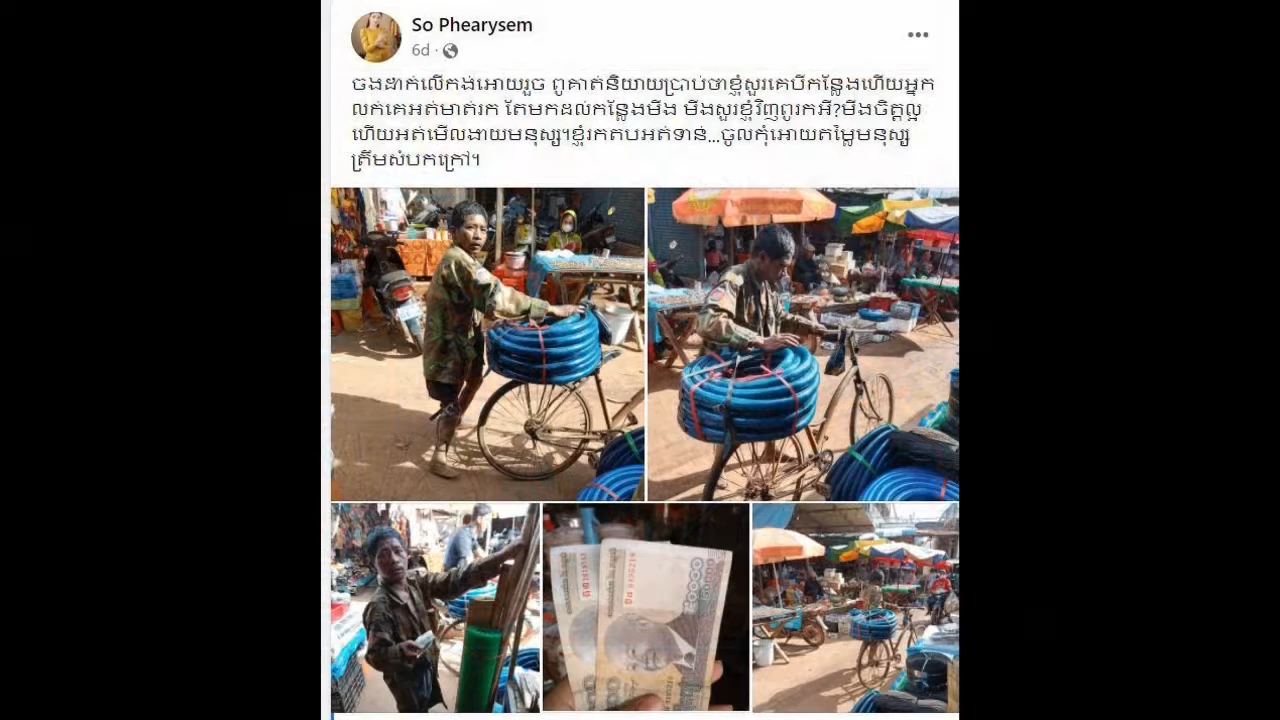 So Phearysem
6d
ចងដាក់លើកង់អោយរួច ពូគាត់និយាយប្រាប់ថាខ្ញុំសួរគេបីកន្លែងហើយអ្នក
លក់គេអត់មាត់រក តែមកដល់កន្លែងមីង មីងសួរខ្ញុំវិញពូរកអី?មីងចិត្តល្អ
ហើយអត់មើលងាយមនុស្ស។ខ្ញុំរកតបអត់ទាន់...ចូលកុំអោយតម្លៃមនុស្ស
ត្រឹមសំបកក្រៅ។